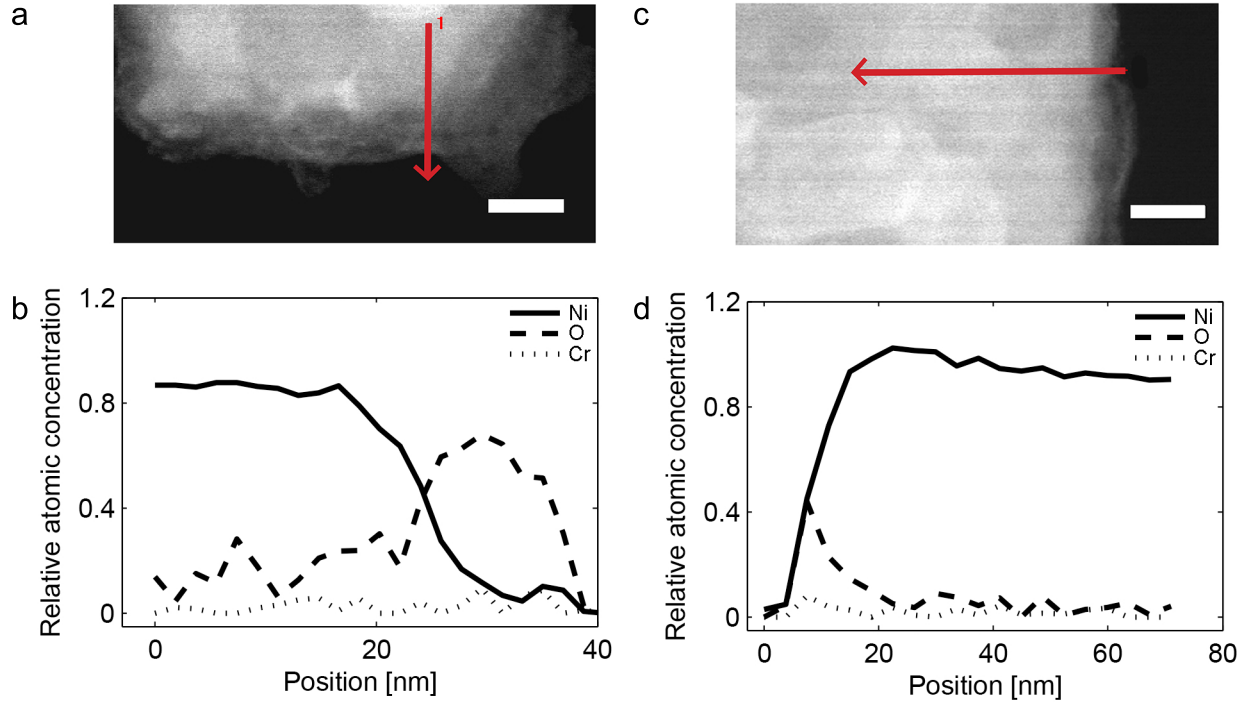 a
1
c
b
Relative atomic concentration
1.2
0.8
0.4
0
Ni
O
Cr
0
20
40
Position [nm]
d
Relative atomic concentration
1.2
0.8
0.4
0
Ni
O
Cr
0
20
40
60
80
Position [nm]